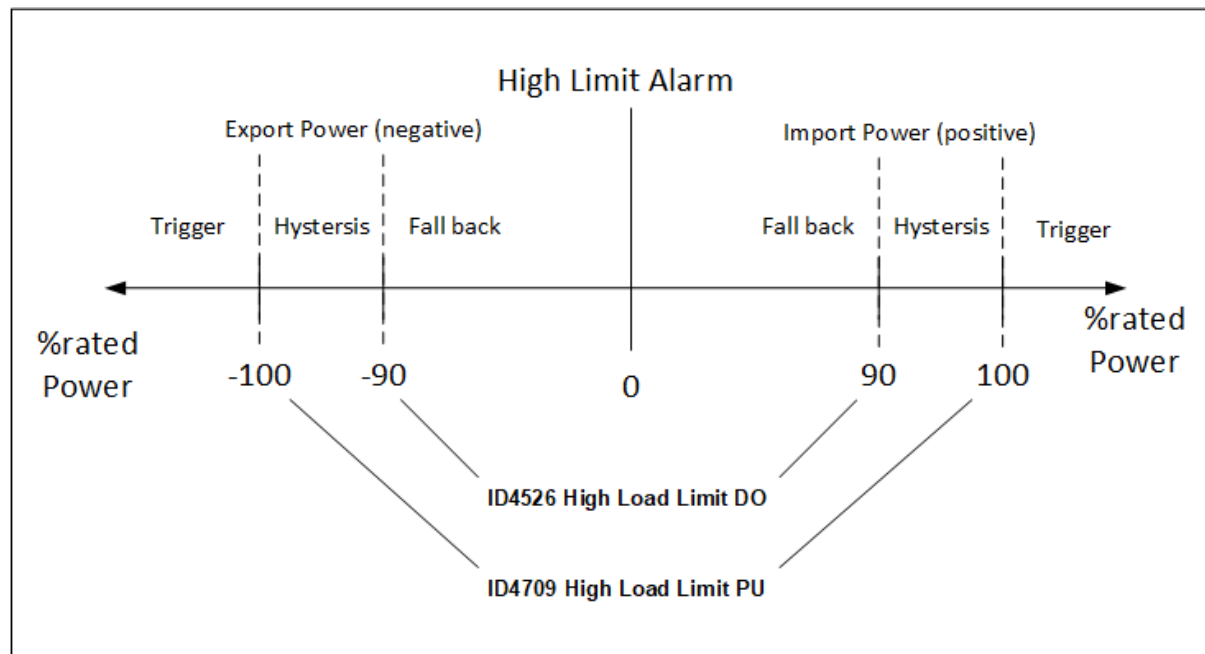 High Limit Alarm
Export Power (negative)
Import Power (positive)
Trigger
Hystersis
Fall back
Fall back
Hystersis
Trigger
%rated
Power
-100
-90
0
90
100
%rated
Power
ID4526 High Load Limit DO
ID4709 High Load Limit PU